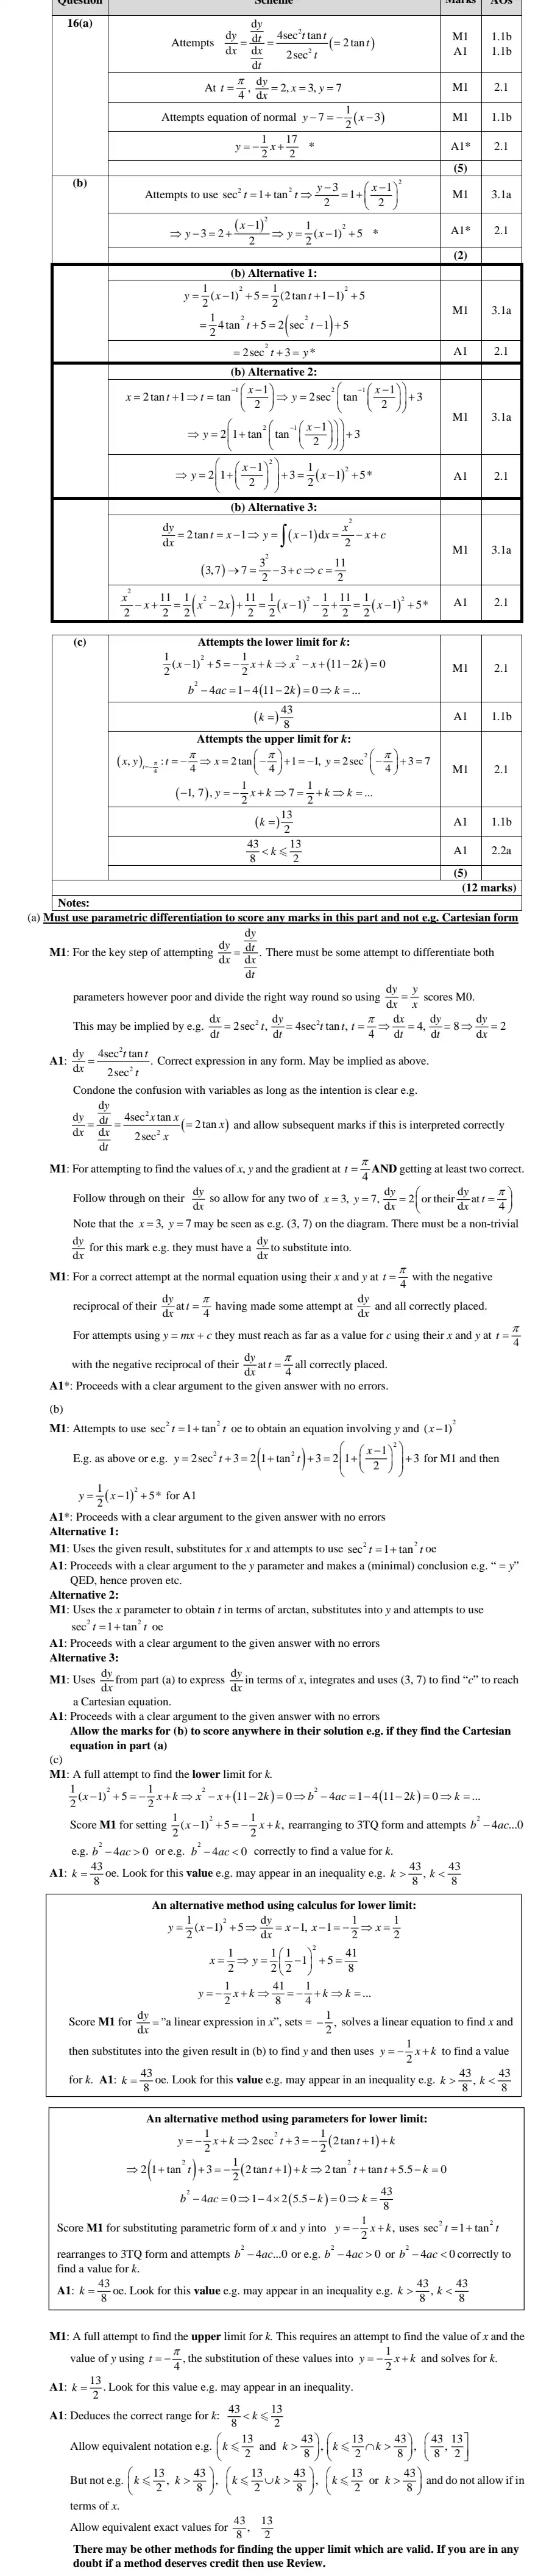 Question Scheme Marks AOs
16(a) Attempts dy/dx = (dy/dt)/(dx/dt) = 4sec²t tan t / 2sec² t (= 2 tan t) M1 A1 1.1b 1.1b
At t = π/4, dy/dx = 2, x = 3, y = 7 M1 2.1
Attempts equation of normal y − 7 = −1/2 (x − 3) M1 1.1b
y = −1/2 x + 17/2 * A1* 2.1
(5)
(b) Attempts to use sec² t = 1 + tan² t ⇒ (y−3)/2 = 1 + ((x−1)/2)² M1 3.1a
⇒ y − 3 = 2 + (x−1)²/2 ⇒ y = 1/2 (x−1)² + 5 * A1* 2.1
(2)
(b) Alternative 1:
y = 1/2 (x−1)² + 5 = 1/2 (2 tan t + 1 − 1)² + 5
= 1/2 4 tan² t + 5 = 2(sec² t − 1) + 5 M1 3.1a
= 2sec² t + 3 = y * A1 2.1
(b) Alternative 2:
x = 2 tan t + 1 ⇒ t = tan⁻¹((x−1)/2) ⇒ y = 2sec²(tan⁻¹((x−1)/2)) + 3
⇒ y = 2(1 + tan²(tan⁻¹((x−1)/2))) + 3 M1 3.1a
⇒ y = 2(1 + ((x−1)/2)²) + 3 = 1/2 (x−1)² + 5 * A1 2.1
(b) Alternative 3:
dy/dx = 2 tan t = x − 1 ⇒ y = ∫(x − 1) dx = x²/2 − x + c
(3, 7) → 7 = 3²/2 − 3 + c ⇒ c = 11/2 M1 3.1a
x²/2 − x + 11/2 = 1/2 (x² − 2x) + 11/2 = 1/2 (x−1)² − 1/2 + 11/2 = 1/2 (x−1)² + 5 * A1 2.1
(c) Attempts the lower limit for k:
1/2 (x−1)² + 5 = −1/2 x + k ⇒ x² − x + (11 − 2k) = 0
b² − 4ac = 1 − 4(11 − 2k) = 0 ⇒ k = ... M1 2.1
(k =) 43/8 A1 1.1b
Attempts the upper limit for k:
(x, y) t=−π/4 : t = −π/4 ⇒ x = 2 tan(−π/4) + 1 = −1, y = 2sec²(−π/4) + 3 = 7
(−1, 7), y = −1/2 x + k ⇒ 7 = 1/2 + k ⇒ k = ... M1 2.1
(k =) 13/2 A1 1.1b
43/8 < k ⩽ 13/2 A1 2.2a
(5)
(12 marks)
Notes:
(a) Must use parametric differentiation to score any marks in this part and not e.g. Cartesian form
M1: For the key step of attempting dy/dx = (dy/dt)/(dx/dt). There must be some attempt to differentiate both
parameters however poor and divide the right way round so using dy/dx = y/x scores M0.
This may be implied by e.g. dx/dt = 2sec² t, dy/dt = 4sec² t tan t, t = π/4 ⇒ dx/dt = 4, dy/dt = 8 ⇒ dy/dx = 2
A1: dy/dx = 4sec²t tan t / 2sec² t. Correct expression in any form. May be implied as above.
Condone the confusion with variables as long as the intention is clear e.g.
dy/dx = (dy/dt)/(dx/dt) = 4sec² x tan x / 2sec² x (= 2 tan x) and allow subsequent marks if this is interpreted correctly
M1: For attempting to find the values of x, y and the gradient at t = π/4 AND getting at least two correct.
Follow through on their dy/dx so allow for any two of x = 3, y = 7, dy/dx = 2 (or their dy/dx at t = π/4)
Note that the x = 3, y = 7 may be seen as e.g. (3, 7) on the diagram. There must be a non-trivial
dy/dx for this mark e.g. they must have a dy/dx to substitute into.
M1: For a correct attempt at the normal equation using their x and y at t = π/4 with the negative
reciprocal of their dy/dx at t = π/4 having made some attempt at dy/dx and all correctly placed.
For attempts using y = mx + c they must reach as far as a value for c using their x and y at t = π/4
with the negative reciprocal of their dy/dx at t = π/4 all correctly placed.
A1*: Proceeds with a clear argument to the given answer with no errors.
(b)
M1: Attempts to use sec² t = 1 + tan² t oe to obtain an equation involving y and (x−1)²
E.g. as above or e.g. y = 2sec² t + 3 = 2(1 + tan² t) + 3 = 2(1 + ((x−1)/2)²) + 3 for M1 and then
y = 1/2 (x−1)² + 5 * for A1
A1*: Proceeds with a clear argument to the given answer with no errors
Alternative 1:
M1: Uses the given result, substitutes for x and attempts to use sec² t = 1 + tan² t oe
A1: Proceeds with a clear argument to the y parameter and makes a (minimal) conclusion e.g. “ = y”
QED, hence proven etc.
Alternative 2:
M1: Uses the x parameter to obtain t in terms of arctan, substitutes into y and attempts to use
sec² t = 1 + tan² t oe
A1: Proceeds with a clear argument to the given answer with no errors
Alternative 3:
M1: Uses dy/dx from part (a) to express dy/dx in terms of x, integrates and uses (3, 7) to find “c” to reach
a Cartesian equation.
A1: Proceeds with a clear argument to the given answer with no errors
Allow the marks for (b) to score anywhere in their solution e.g. if they find the Cartesian
equation in part (a)
(c)
M1: A full attempt to find the lower limit for k.
1/2 (x−1)² + 5 = −1/2 x + k ⇒ x² − x + (11 − 2k) = 0 ⇒ b² − 4ac = 1 − 4(11 − 2k) = 0 ⇒ k = ...
Score M1 for setting 1/2 (x−1)² + 5 = −1/2 x + k, rearranging to 3TQ form and attempts b² − 4ac...0
e.g. b² − 4ac > 0 or e.g. b² − 4ac < 0 correctly to find a value for k.
A1: k = 43/8 oe. Look for this value e.g. may appear in an inequality e.g. k > 43/8, k < 43/8
An alternative method using calculus for lower limit:
y = 1/2 (x−1)² + 5 ⇒ dy/dx = x − 1, x − 1 = −1/2 ⇒ x = 1/2
x = 1/2 ⇒ y = 1/2 (1/2 − 1)² + 5 = 41/8
y = −1/2 x + k ⇒ 41/8 = −1/4 + k ⇒ k = ...
Score M1 for dy/dx = "a linear expression in x", sets = −1/2, solves a linear equation to find x and
then substitutes into the given result in (b) to find y and then uses y = −1/2 x + k to find a value
for k. A1: k = 43/8 oe. Look for this value e.g. may appear in an inequality e.g. k > 43/8, k < 43/8
An alternative method using parameters for lower limit:
y = −1/2 x + k ⇒ 2sec² t + 3 = −1/2 (2 tan t + 1) + k
⇒ 2(1 + tan² t) + 3 = −1/2 (2 tan t + 1) + k ⇒ 2 tan² t + tan t + 5.5 − k = 0
b² − 4ac = 0 ⇒ 1 − 4 × 2(5.5 − k) = 0 ⇒ k = 43/8
Score M1 for substituting parametric form of x and y into y = −1/2 x + k, uses sec² t = 1 + tan² t
rearranges to 3TQ form and attempts b² − 4ac...0 or e.g. b² − 4ac > 0 or b² − 4ac < 0 correctly to
find a value for k.
A1: k = 43/8 oe. Look for this value e.g. may appear in an inequality e.g. k > 43/8, k < 43/8
M1: A full attempt to find the upper limit for k. This requires an attempt to find the value of x and the
value of y using t = −π/4, the substitution of these values into y = −1/2 x + k and solves for k.
A1: k = 13/2. Look for this value e.g. may appear in an inequality.
A1: Deduces the correct range for k: 43/8 < k ⩽ 13/2
Allow equivalent notation e.g. (k ⩽ 13/2 and k > 43/8), (k ⩽ 13/2 ∩ k > 43/8), (43/8, 13/2]
But not e.g. (k ⩽ 13/2, k > 43/8), (k ⩽ 13/2 ∪ k > 43/8), (k ⩽ 13/2 or k > 43/8) and do not allow if in
terms of x.
Allow equivalent exact values for 43/8, 13/2
There may be other methods for finding the upper limit which are valid. If you are in any
doubt if a method deserves credit then use Review.